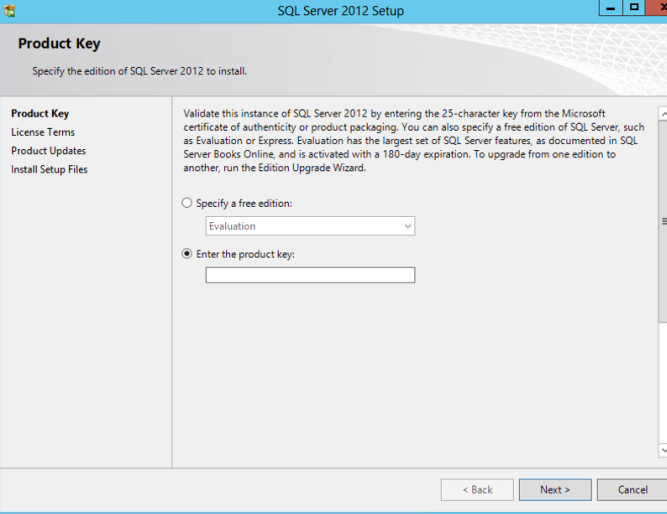 SQL Server 2012 Setup
Product Key
Specify the edition of SQL Server 2012 to install.
Product Key
License Terms
Product Updates
Install Setup Files
Validate this instance of SQL Server 2012 by entering the 25-character key from the Microsoft
certificate of authenticity or product packaging. You can also specify a free edition of SQL Server, such
as Evaluation or Express. Evaluation has the largest set of SQL Server features, as documented in SQL
Server Books Online, and is activated with a 180-day expiration. To upgrade from one edition to
another, run the Edition Upgrade Wizard.
Specify a free edition:
Evaluation
Enter the product key:
< Back
Next >
Cancel